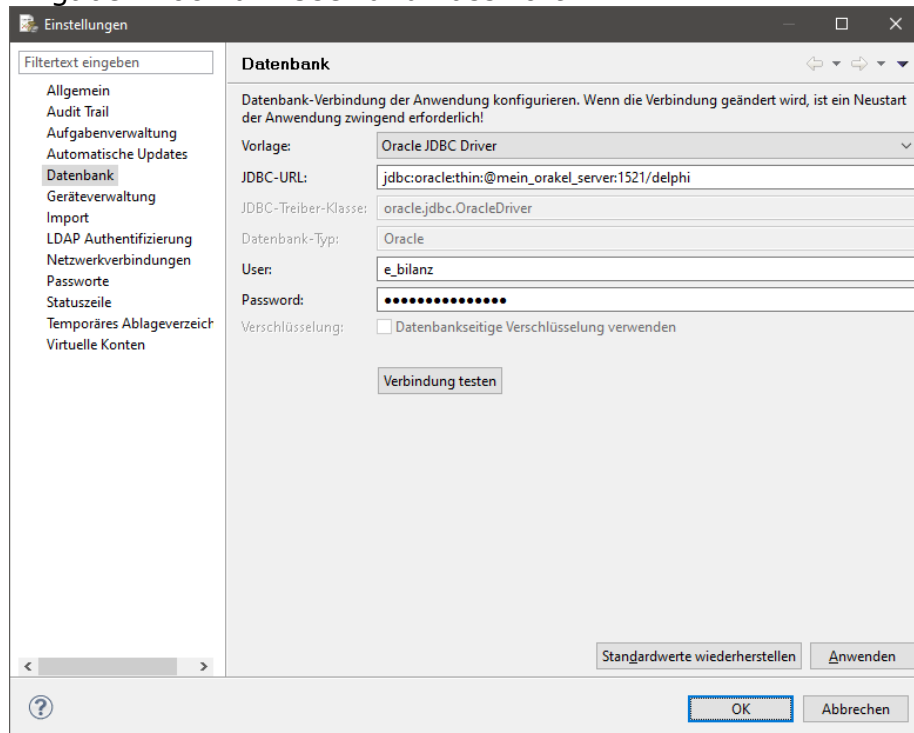 Einstellungen
Filtertext eingeben
Allgemein
Audit Trail
Aufgabenverwaltung
Automatische Updates
Datenbank
Geräteverwaltung
Import
LDAP Authentifizierung
Netzwerkverbindungen
Passworte
Statuszeile
Temporäres Ablageverzeich
Virtuelle Konten
Datenbank
Datenbank-Verbindung der Anwendung konfigurieren. Wenn die Verbindung geändert wird, ist ein Neustart
der Anwendung zwingend erforderlich!
Vorlage: Oracle JDBC Driver
JDBC-URL: jdbc:oracle:thin:@mein_orakel_server:1521/delphi
JDBC-Treiber-Klasse: oracle.jdbc.OracleDriver
Datenbank-Typ: Oracle
User: e_bilanz
Password: ●●●●●●●●●●●●●●●
Verschlüsselung: Datenbankseitige Verschlüsselung verwenden
Verbindung testen
Standardwerte wiederherstellen Anwenden
OK Abbrechen